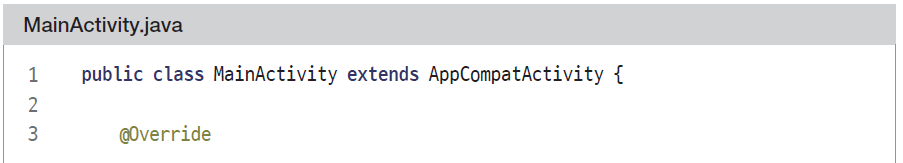 MainActivity.java
1 public class MainActivity extends AppCompatActivity {
2
3 @Override